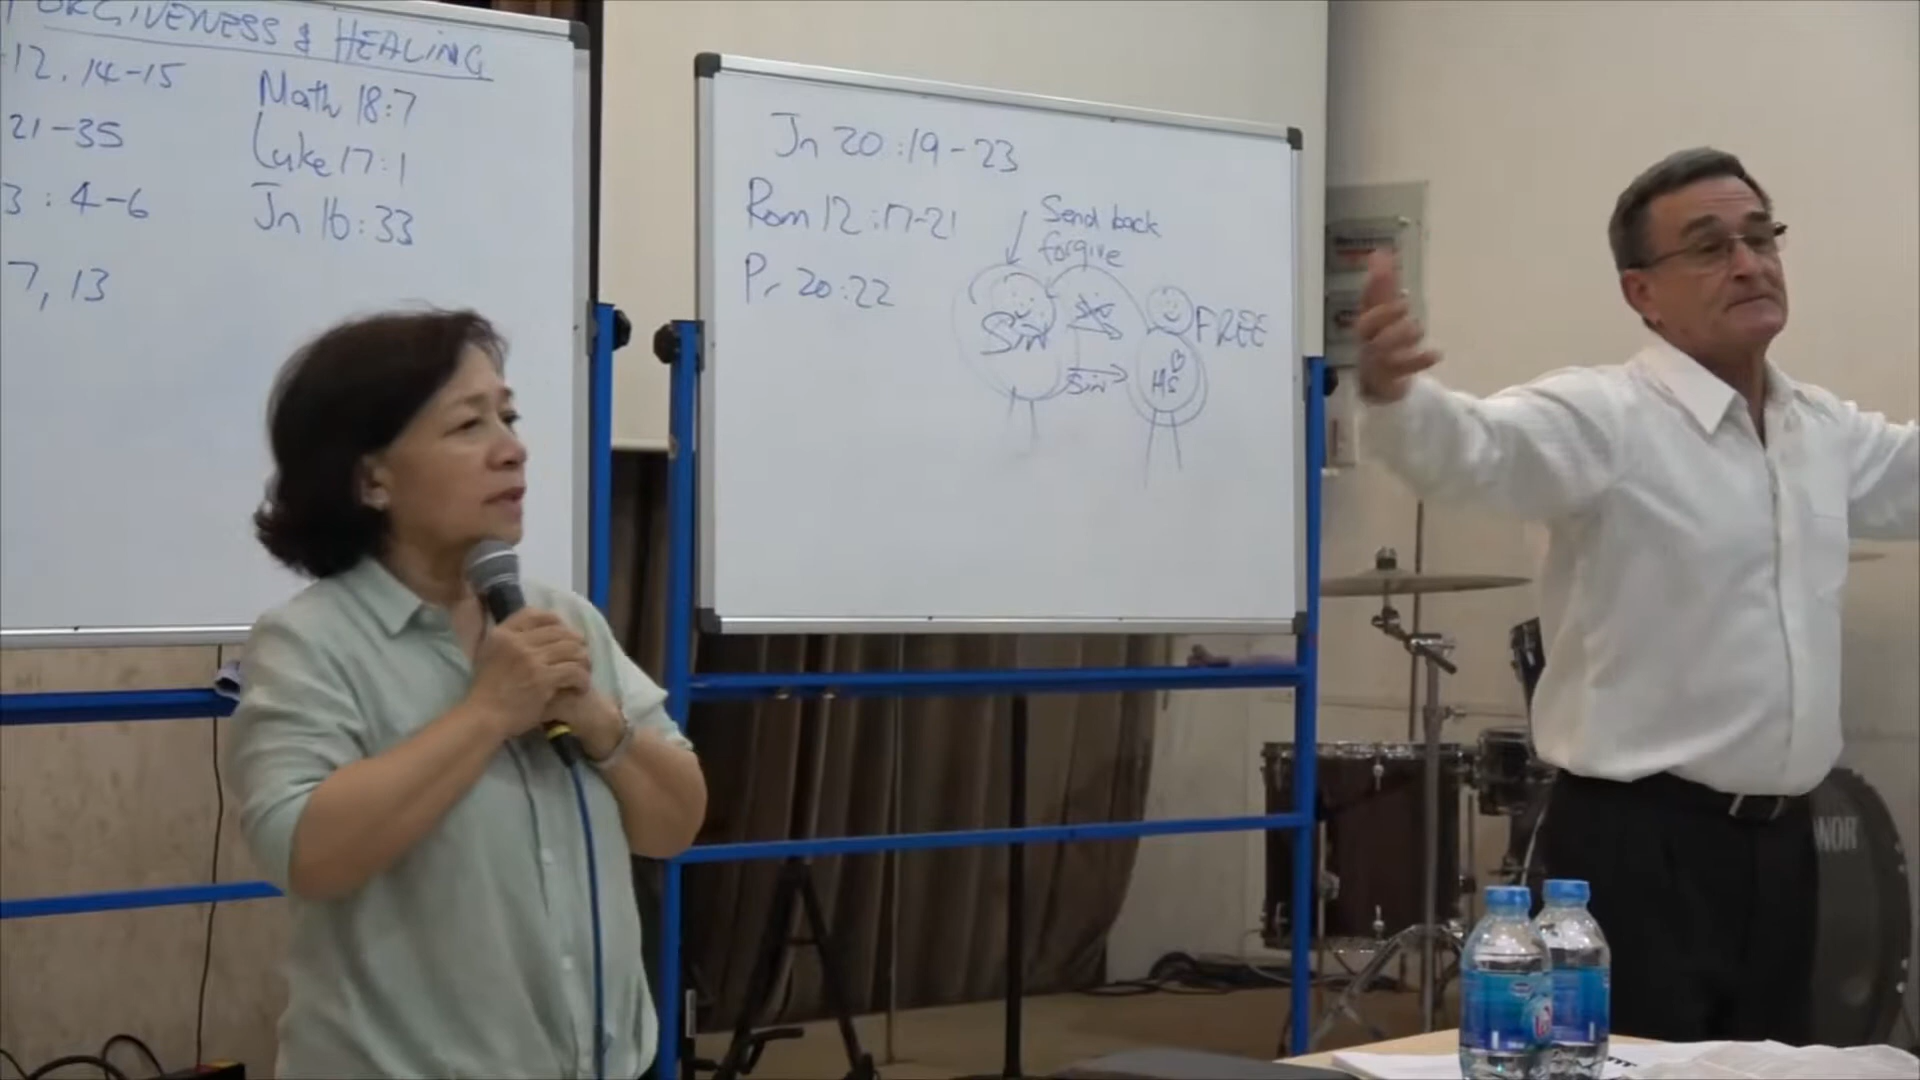 FORGIVENESS & HEALING
12, 14-15
21-35
3:4-6
7, 13
Math 18:7
Luke 17:1
Jn 16:33
Jn 20:19-23
Rom 12:17-21
Pr 20:22
Send back
forgive
Sin
Sin
HS
FREE